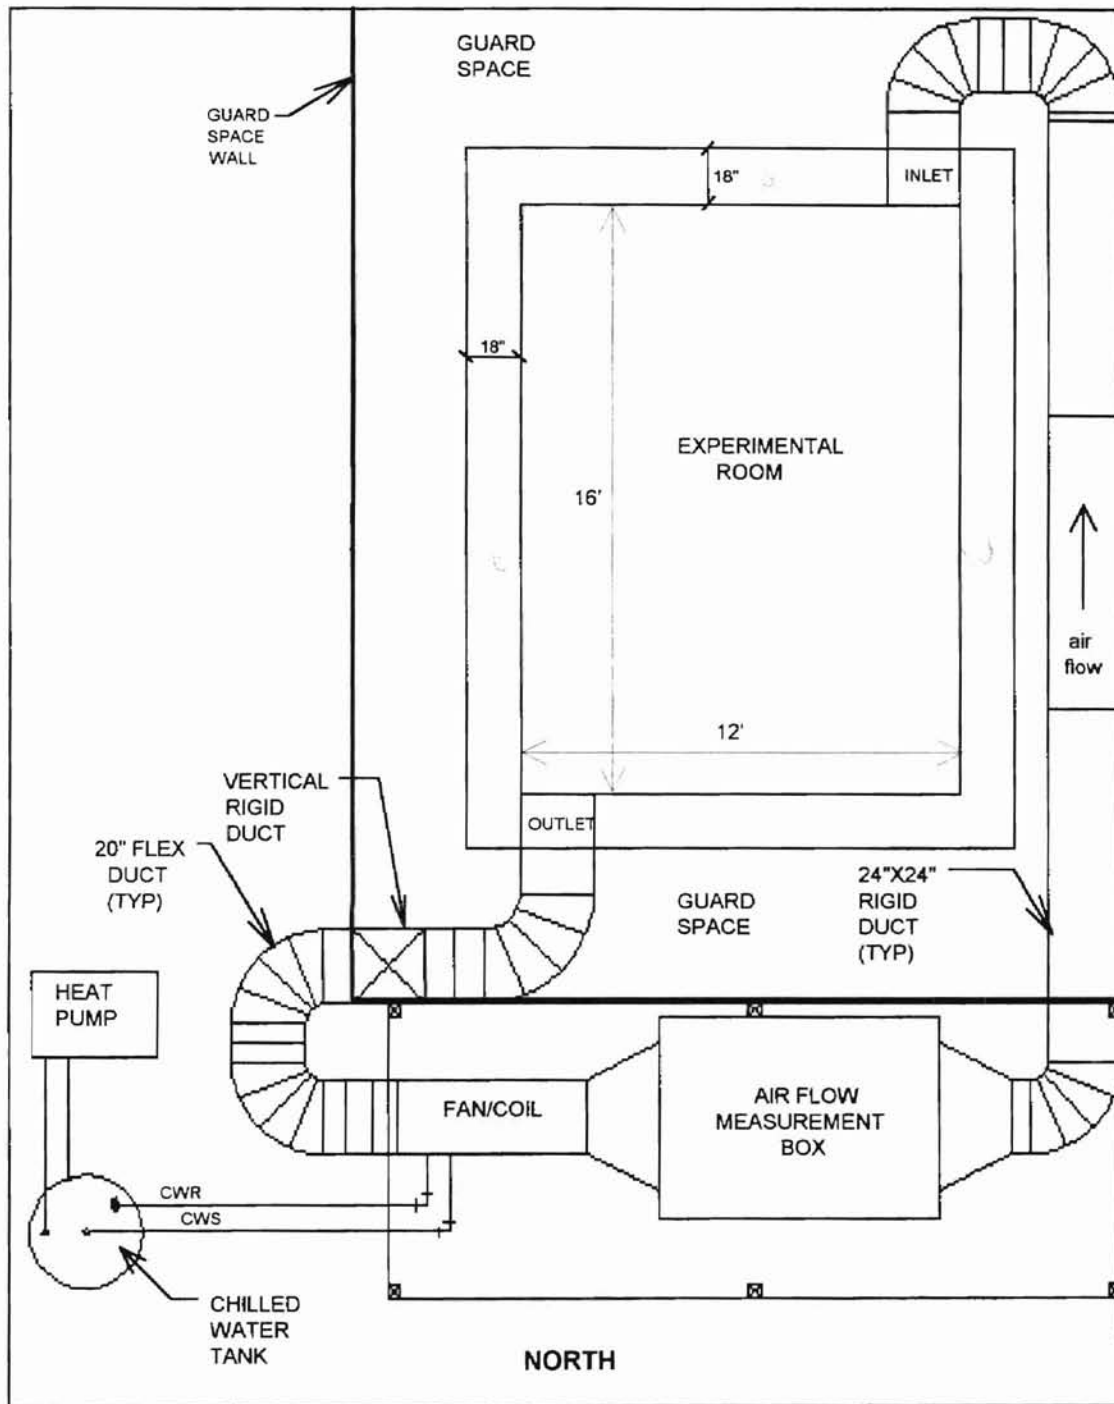 GUARD
SPACE
GUARD
SPACE
WALL
18"
INLET
18"
EXPERIMENTAL
ROOM
16'
air
flow
12'
VERTICAL
RIGID
DUCT
OUTLET
20" FLEX
DUCT
(TYP)
GUARD
SPACE
24"X24"
RIGID
DUCT
(TYP)
HEAT
PUMP
FAN/COIL
AIR FLOW
MEASUREMENT
BOX
CWR
CWS
CHILLED
WATER
TANK
NORTH